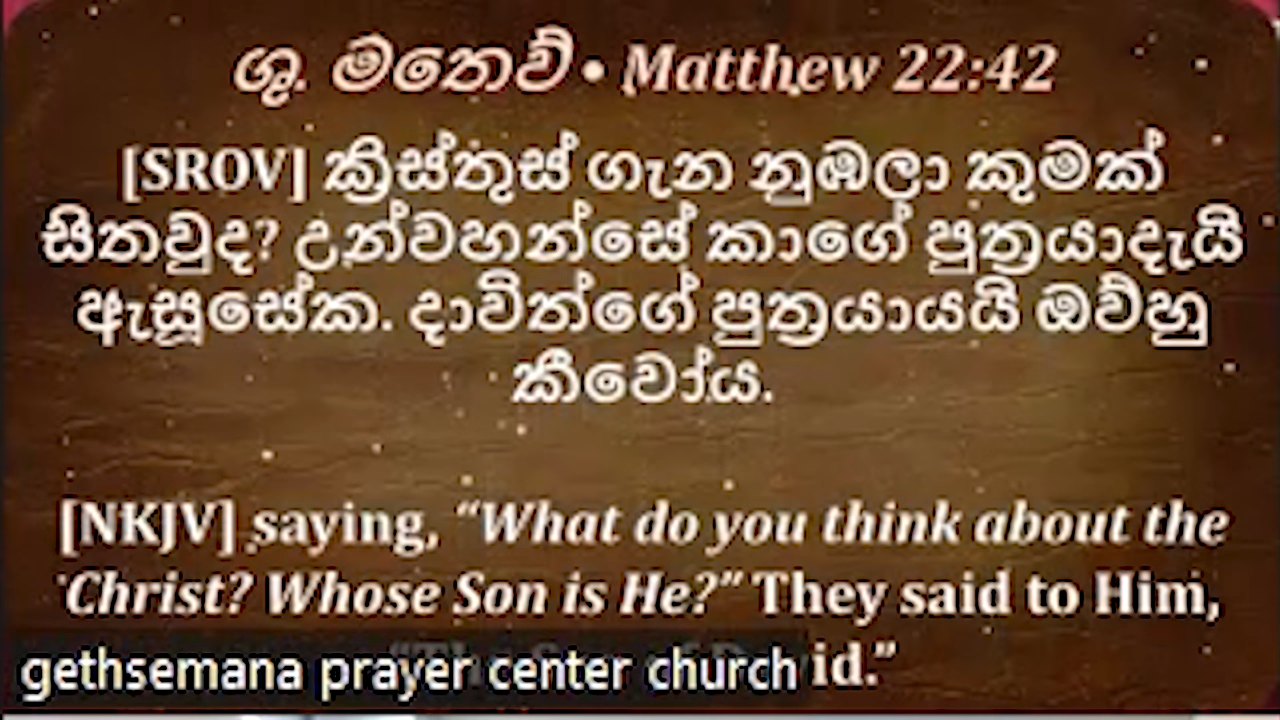 ශු. මතෙව් • Matthew 22:42
[SROV] ක්‍රිස්තුස් ගැන නුඹලා කුමක්
සිතවුද? උන්වහන්සේ කාගේ පුත්‍රයාදැයි
ඇසූසේක. දාවිත්ගේ පුත්‍රයායයයි ඔව්හු
කීවෝය.
[NKJV] saying, “What do you think about the
Christ? Whose Son is He?” They said to Him,
id.”
gethsemana prayer center church